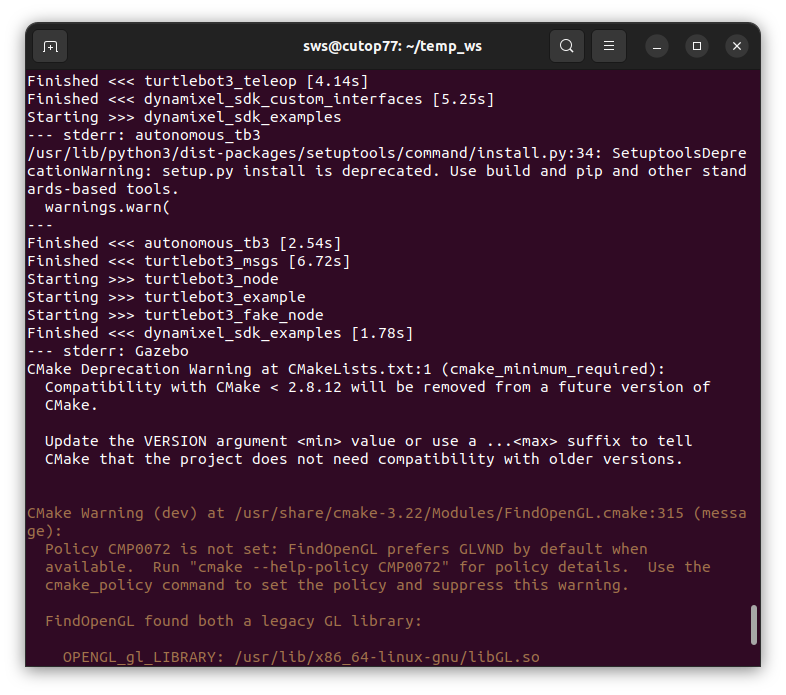 sws@cutop77: ~/temp_ws
Finished <<< turtlebot3_teleop [4.14s]
Finished <<< dynamixel_sdk_custom_interfaces [5.25s]
Starting >>> dynamixel_sdk_examples
--- stderr: autonomous_tb3
/usr/lib/python3/dist-packages/setuptools/command/install.py:34: SetuptoolsDepre
cationWarning: setup.py install is deprecated. Use build and pip and other stand
ards-based tools.
  warnings.warn(
---
Finished <<< autonomous_tb3 [2.54s]
Finished <<< turtlebot3_msgs [6.72s]
Starting >>> turtlebot3_node
Starting >>> turtlebot3_example
Starting >>> turtlebot3_fake_node
Finished <<< dynamixel_sdk_examples [1.78s]
--- stderr: Gazebo
CMake Deprecation Warning at CMakeLists.txt:1 (cmake_minimum_required):
  Compatibility with CMake < 2.8.12 will be removed from a future version of
  CMake.

  Update the VERSION argument <min> value or use a ...<max> suffix to tell
  CMake that the project does not need compatibility with older versions.


CMake Warning (dev) at /usr/share/cmake-3.22/Modules/FindOpenGL.cmake:315 (messa
ge):
  Policy CMP0072 is not set: FindOpenGL prefers GLVND by default when
  available.  Run "cmake --help-policy CMP0072" for policy details.  Use the
  cmake_policy command to set the policy and suppress this warning.

  FindOpenGL found both a legacy GL library:

    OPENGL_gl_LIBRARY: /usr/lib/x86_64-linux-gnu/libGL.so